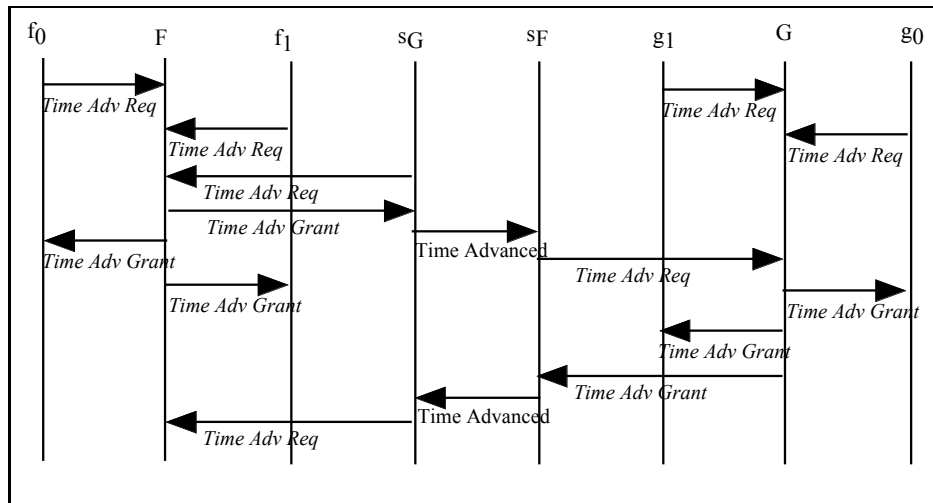 f0 F f1 sG sF g1 G g0
Time Adv Req Time Adv Req
Time Adv Req Time Adv Req
Time Adv Req
Time Adv Grant
Time Adv Grant Time Advanced
Time Adv Req
Time Adv Grant Time Adv Grant
Time Adv Grant
Time Adv Grant
Time Advanced
Time Adv Req